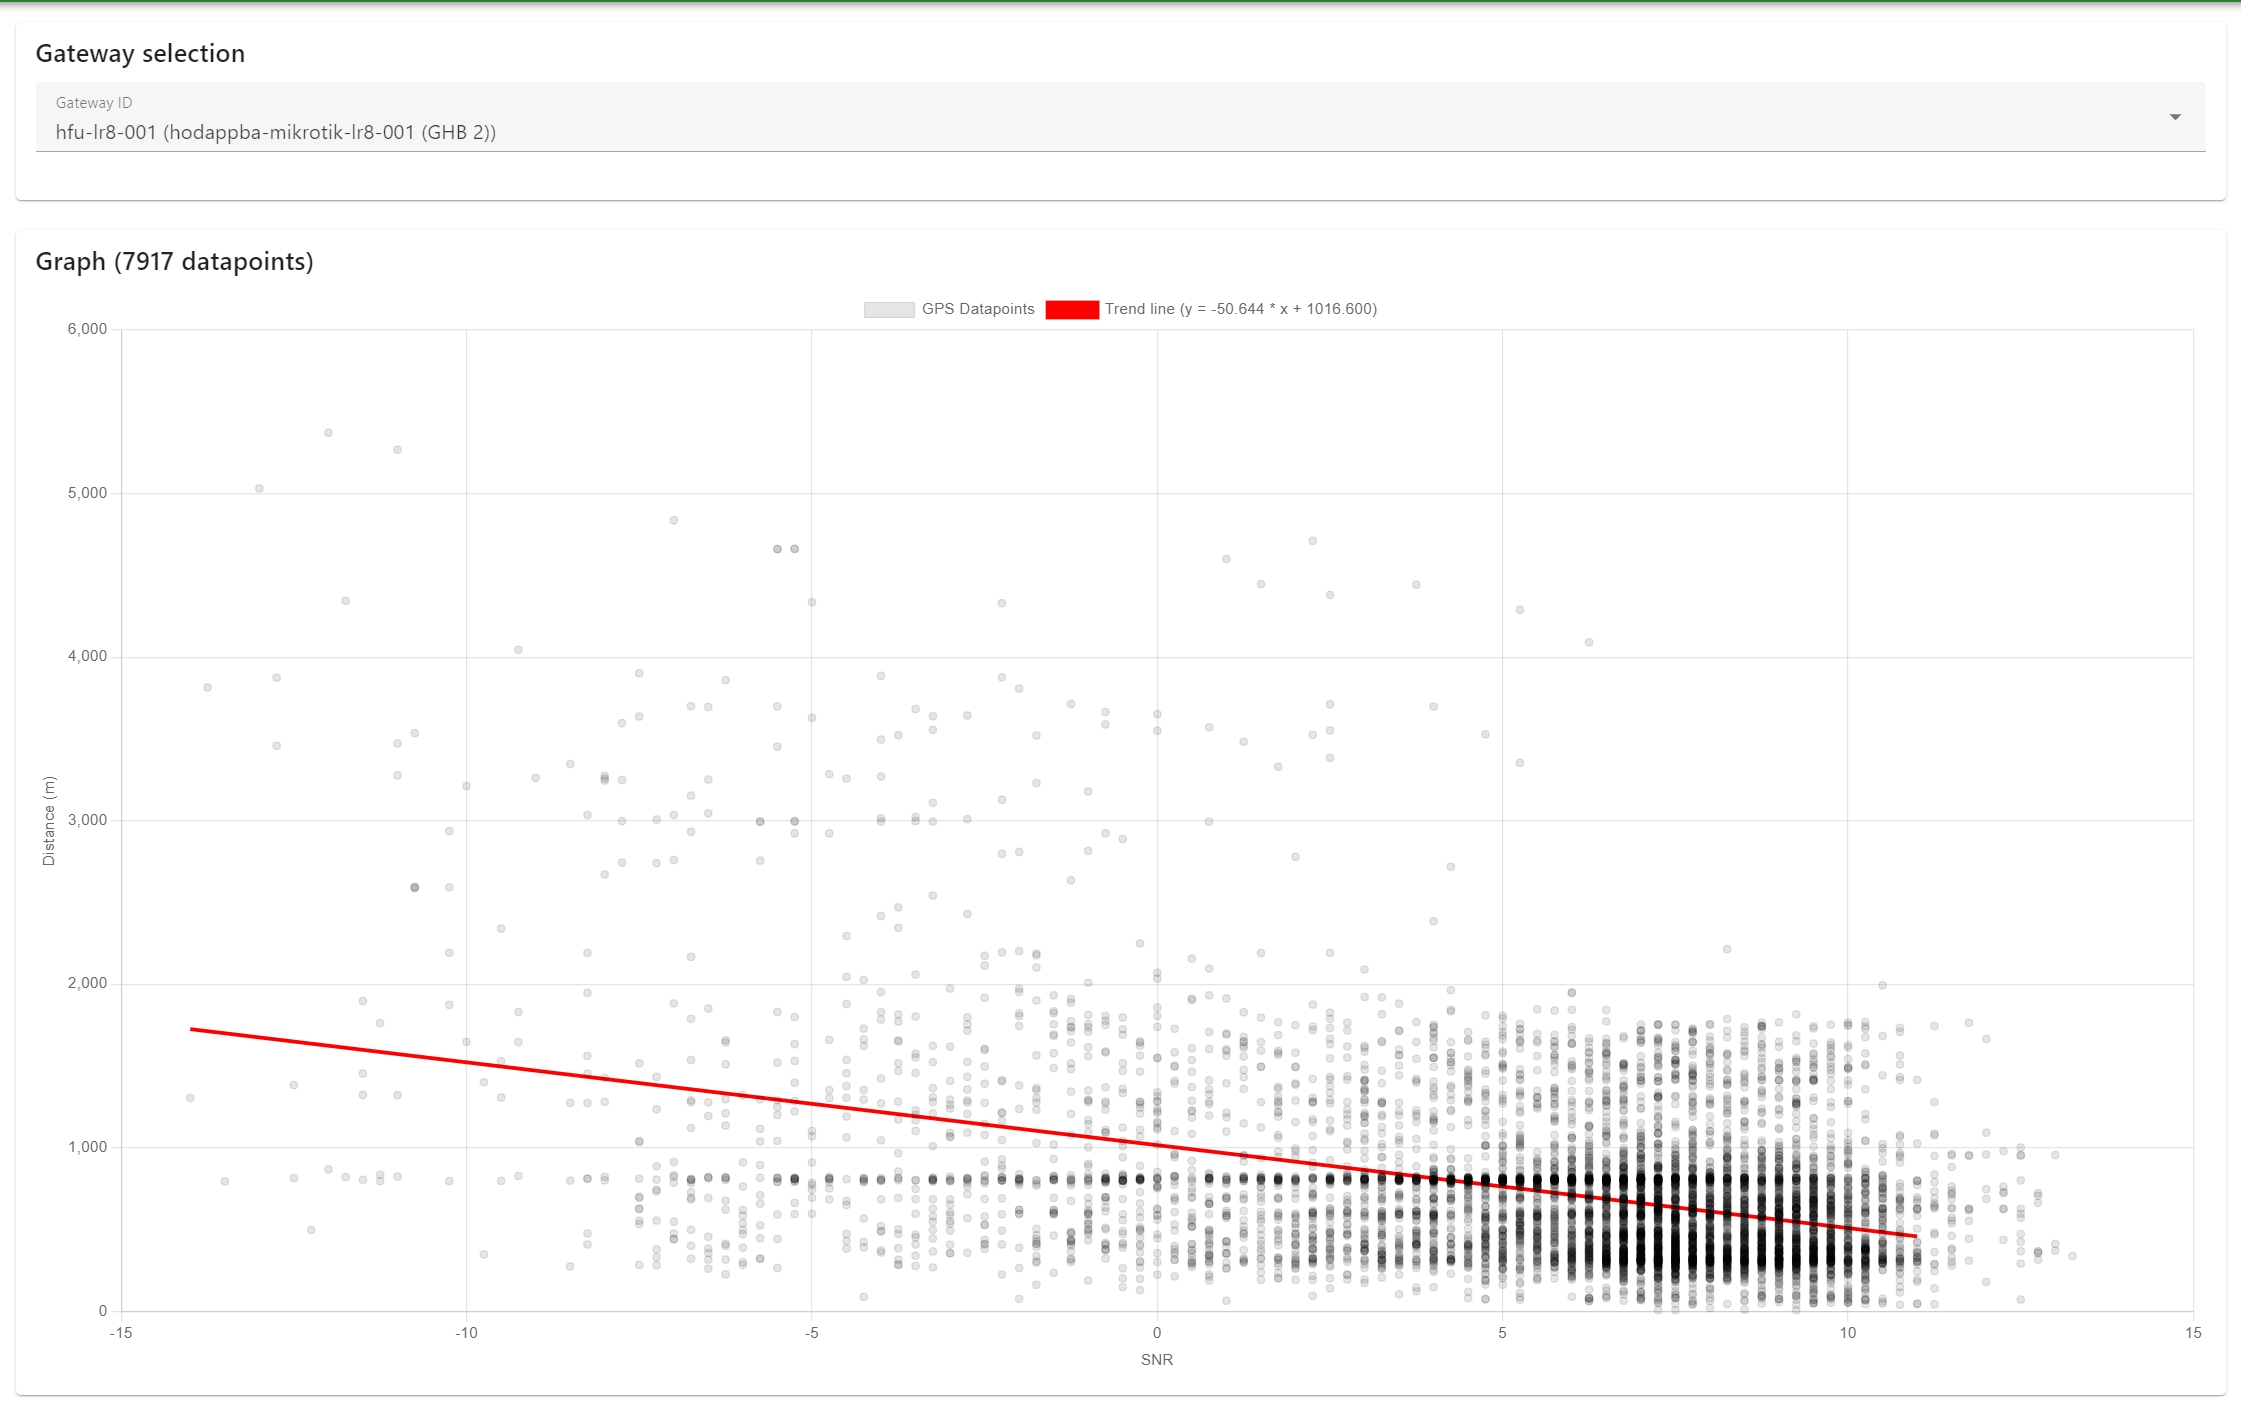 Gateway selection
Gateway ID
hfu-lr8-001 (hodappba-mikrotik-lr8-001 (GHB 2))
Graph (7917 datapoints)
GPS Datapoints Trend line (y = -50.644 * x + 1016.600)
6,000
5,000
4,000
3,000
2,000
1,000
0
Distance (m)
-15 -10 -5 0 5 10 15
SNR